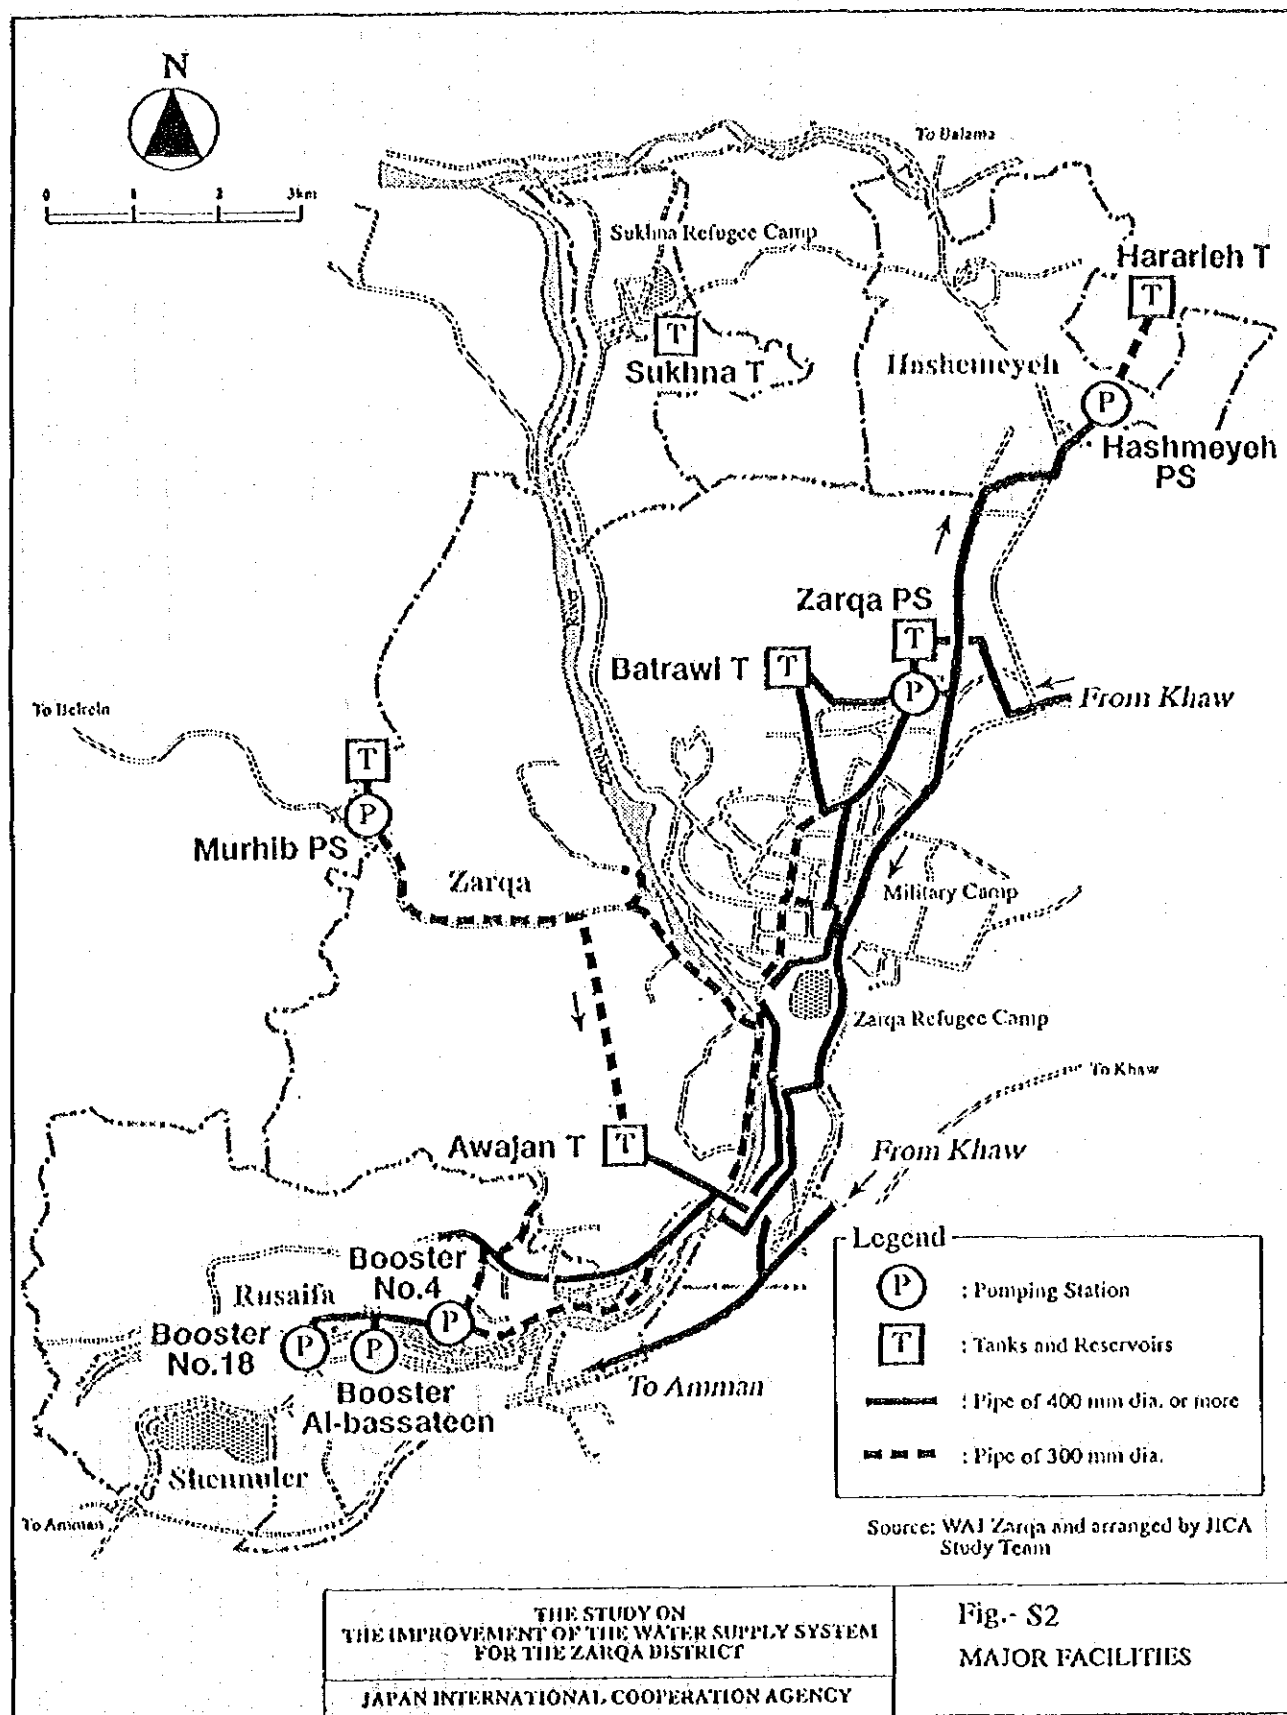 N
0 1 2 3km
To Balama
Sukhna Refugee Camp
Hararieh T
T
T
Sukhna T
Hashemeyeh
P
Hashmeyeh
PS
Zarqa PS
T
Batrawi T
T
P
From Khaw
T
P
Murhib PS
Zarqa
Military Camp
Zarqa Refugee Camp
To Khaw
Awajan T
T
From Khaw
Booster
No.4
P
Rusaifa
Booster
No.18
P
P
Booster
Al-bassateen
To Amman
To Amman
Legend
P : Pumping Station
T : Tanks and Reservoirs
: Pipe of 400 mm dia. or more
: Pipe of 300 mm dia.
Source: WAJ Zarqa and arranged by JICA
Study Team
THE STUDY ON
THE IMPROVEMENT OF THE WATER SUPPLY SYSTEM
FOR THE ZARQA DISTRICT
JAPAN INTERNATIONAL COOPERATION AGENCY
Fig.- S2
MAJOR FACILITIES